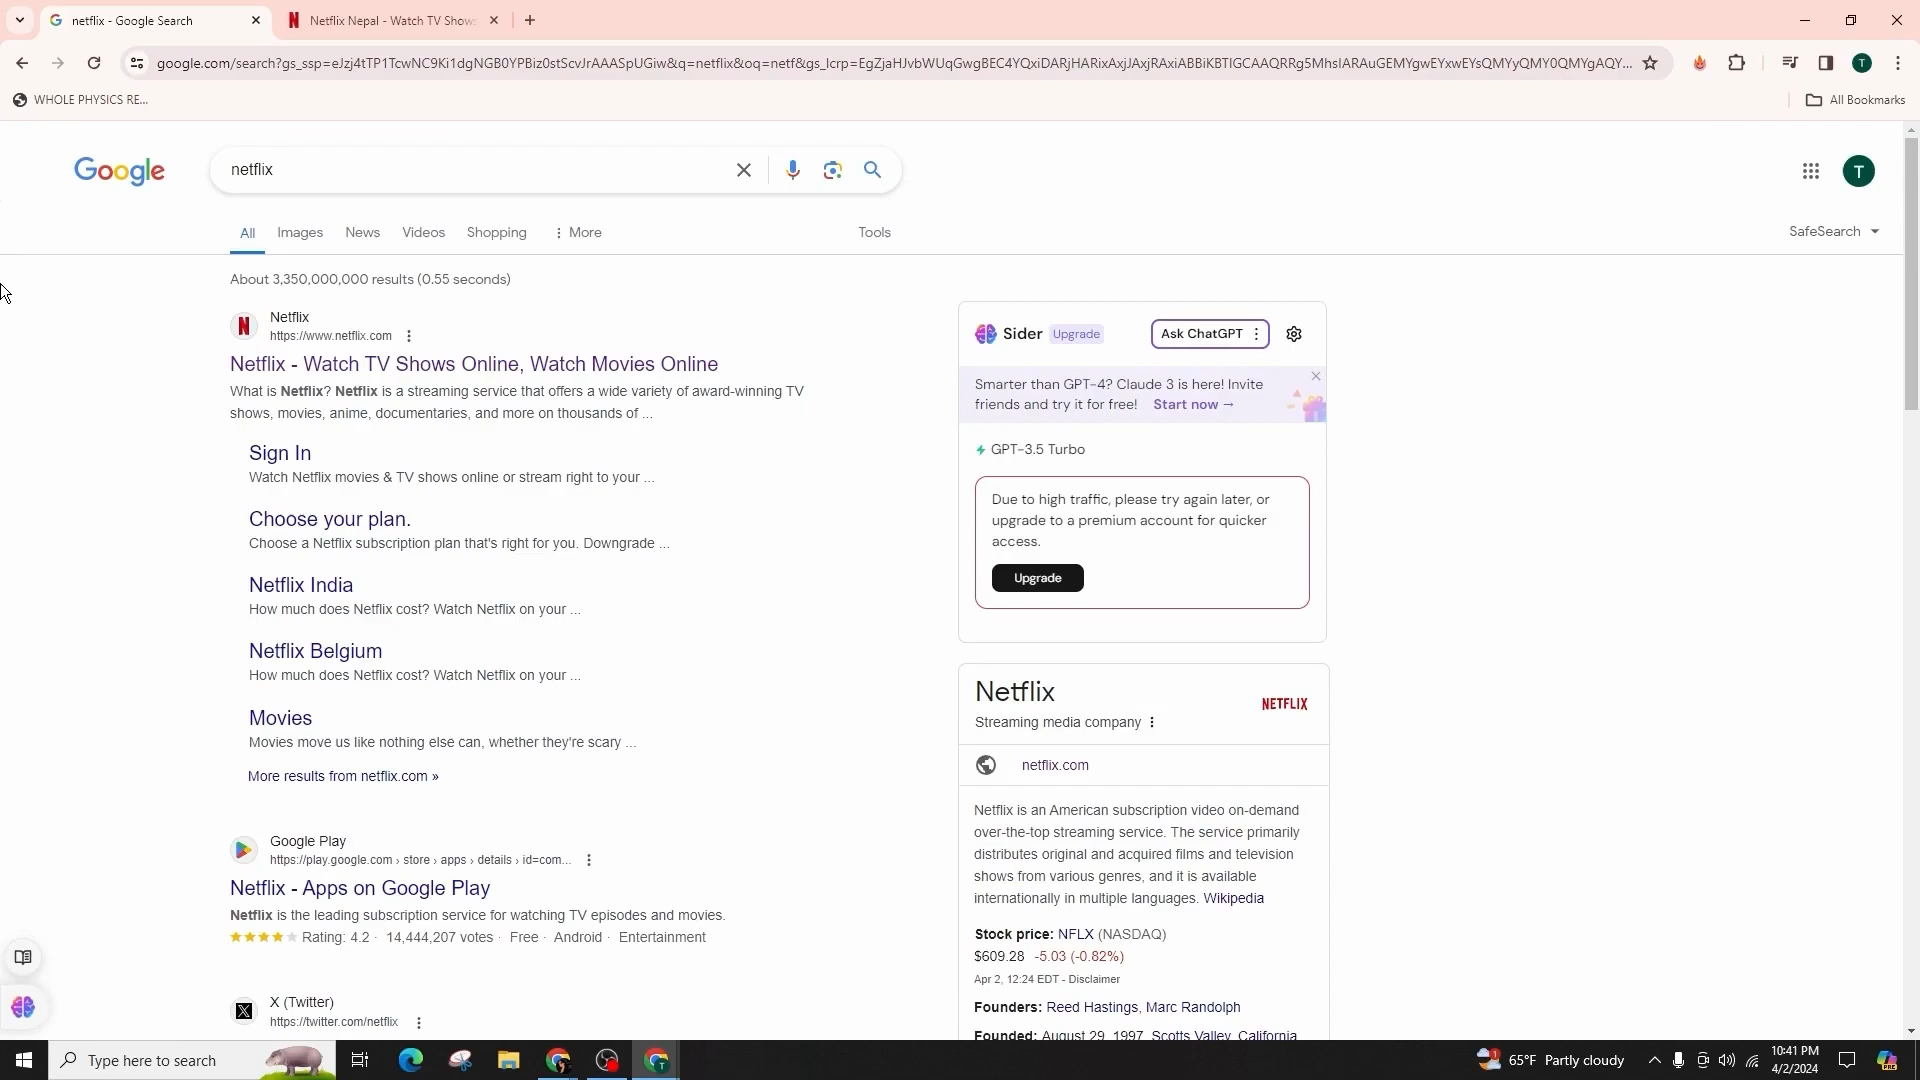 netflix - Google Search
Netflix Nepal - Watch TV Shows
google.com/search?gs_ssp=eJzj4tTP1TcwNC9Ki1dgNGB0YPBiz0stScvJrAAASpUGiw&q=netflix&oq=netf&gs_lcrp=EgZjaHJvbWUqGwgBEC4YQxiDARjHARixAxjJAxjRAxiABBiKBTIGCAAQRRg5MhsIARAuGEMYgwEYxwEYsQMYyQMY0QMYgAQY...
WHOLE PHYSICS RE...
All Bookmarks
Google
netflix
T
All
Images
News
Videos
Shopping
More
Tools
SafeSearch
About 3,350,000,000 results (0.55 seconds)
Netflix
https://www.netflix.com
Netflix - Watch TV Shows Online, Watch Movies Online
What is Netflix? Netflix is a streaming service that offers a wide variety of award-winning TV
shows, movies, anime, documentaries, and more on thousands of ...
Sign In
Watch Netflix movies & TV shows online or stream right to your ...
Choose your plan.
Choose a Netflix subscription plan that's right for you. Downgrade ...
Netflix India
How much does Netflix cost? Watch Netflix on your ...
Netflix Belgium
How much does Netflix cost? Watch Netflix on your ...
Movies
Movies move us like nothing else can, whether they're scary ...
More results from netflix.com »
Google Play
https://play.google.com › store › apps › details › id=com...
Netflix - Apps on Google Play
Netflix is the leading subscription service for watching TV episodes and movies.
Rating: 4.2 · 14,444,207 votes · Free · Android · Entertainment
X (Twitter)
https://twitter.com/netflix
Sider Upgrade
Ask ChatGPT
Smarter than GPT-4? Claude 3 is here! Invite
friends and try it for free! Start now →
GPT-3.5 Turbo
Due to high traffic, please try again later, or
upgrade to a premium account for quicker
access.
Upgrade
Netflix
NETFLIX
Streaming media company
netflix.com
Netflix is an American subscription video on-demand
over-the-top streaming service. The service primarily
distributes original and acquired films and television
shows from various genres, and it is available
internationally in multiple languages. Wikipedia
Stock price: NFLX (NASDAQ)
$609.28 -5.03 (-0.82%)
Apr 2, 12:24 EDT - Disclaimer
Founders: Reed Hastings, Marc Randolph
Founded: August 29, 1997, Scotts Valley, California
Type here to search
65°F Partly cloudy
10:41 PM
4/2/2024